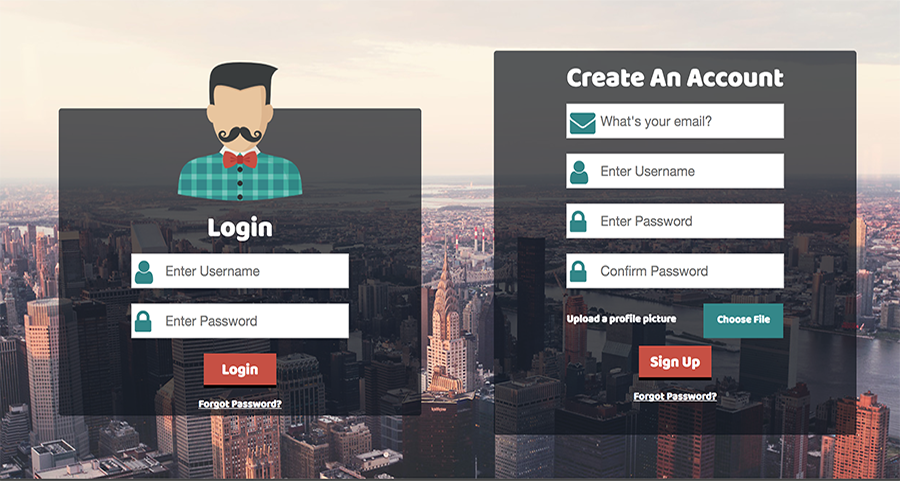 Login
Enter Username
Enter Password
Login
Forgot Password?
Create An Account
What's your email?
Enter Username
Enter Password
Confirm Password
Upload a profile picture
Choose File
Sign Up
Forgot Password?